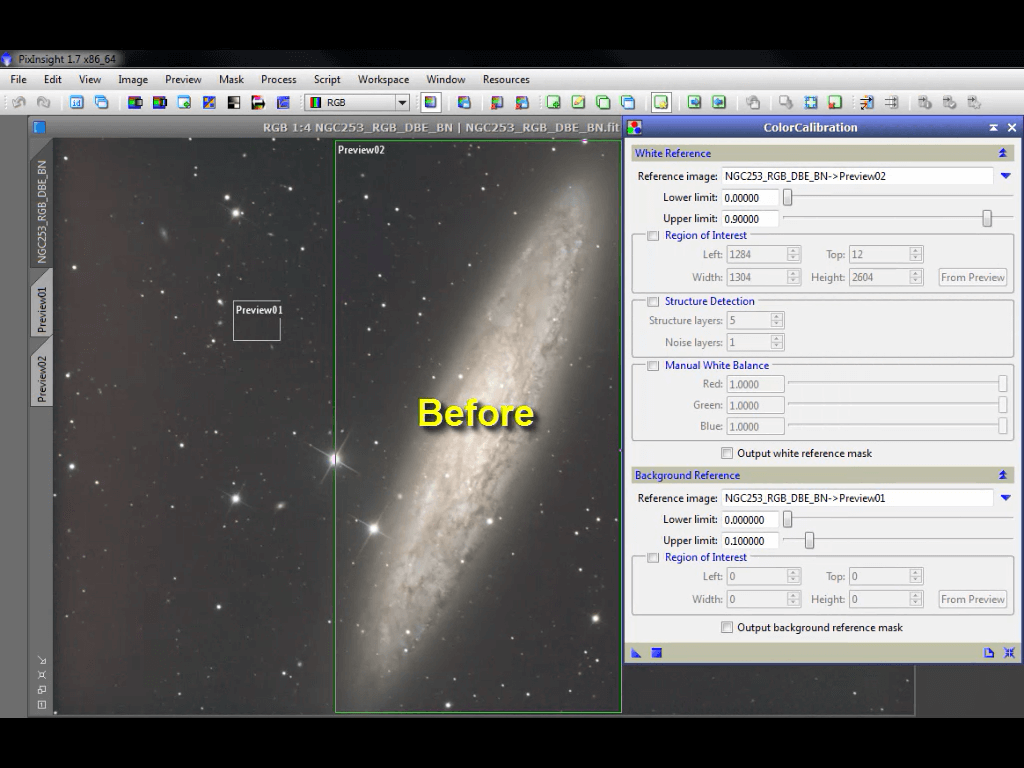 PixInsight 1.7 x86_64
File Edit View Image Preview Mask Process Script Workspace Window Resources
RGB
RGB 1:4 NGC253_RGB_DBE_BN | NGC253_RGB_DBE_BN.fit
NGC253_RGB_DBE_BN
Preview01
Preview02
Preview02
Preview01
Before
ColorCalibration
White Reference
Reference image: NGC253_RGB_DBE_BN->Preview02
Lower limit: 0.00000
Upper limit: 0.90000
Region of Interest
Left: 1284 Top: 12
Width: 1304 Height: 2604 From Preview
Structure Detection
Structure layers: 5
Noise layers: 1
Manual White Balance
Red: 1.0000
Green: 1.0000
Blue: 1.0000
Output white reference mask
Background Reference
Reference image: NGC253_RGB_DBE_BN->Preview01
Lower limit: 0.000000
Upper limit: 0.100000
Region of Interest
Left: 0 Top: 0
Width: 0 Height: 0 From Preview
Output background reference mask